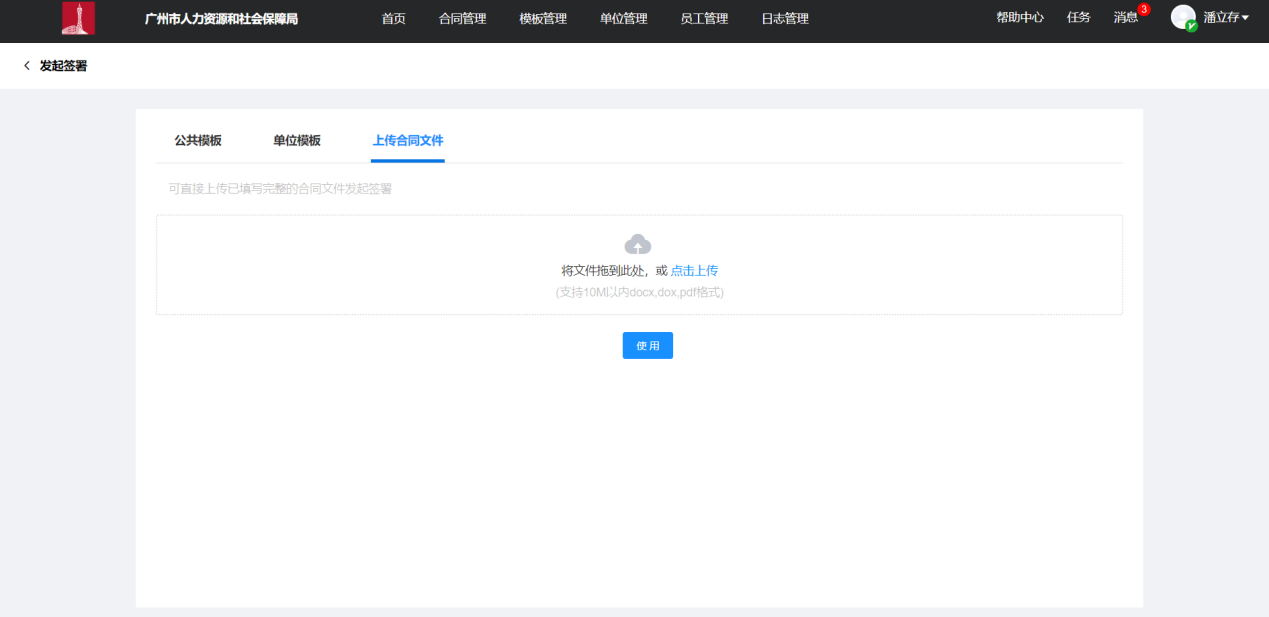 广州市人力资源和社会保障局 首页 合同管理 模板管理 单位管理 员工管理 日志管理 帮助中心 任务 消息 3 潘立存
发起签署
公共模板 单位模板 上传合同文件
可直接上传已填写完整的合同文件发起签署
将文件拖到此处，或 点击上传
(支持10M以内docx,dox,pdf格式)
使用